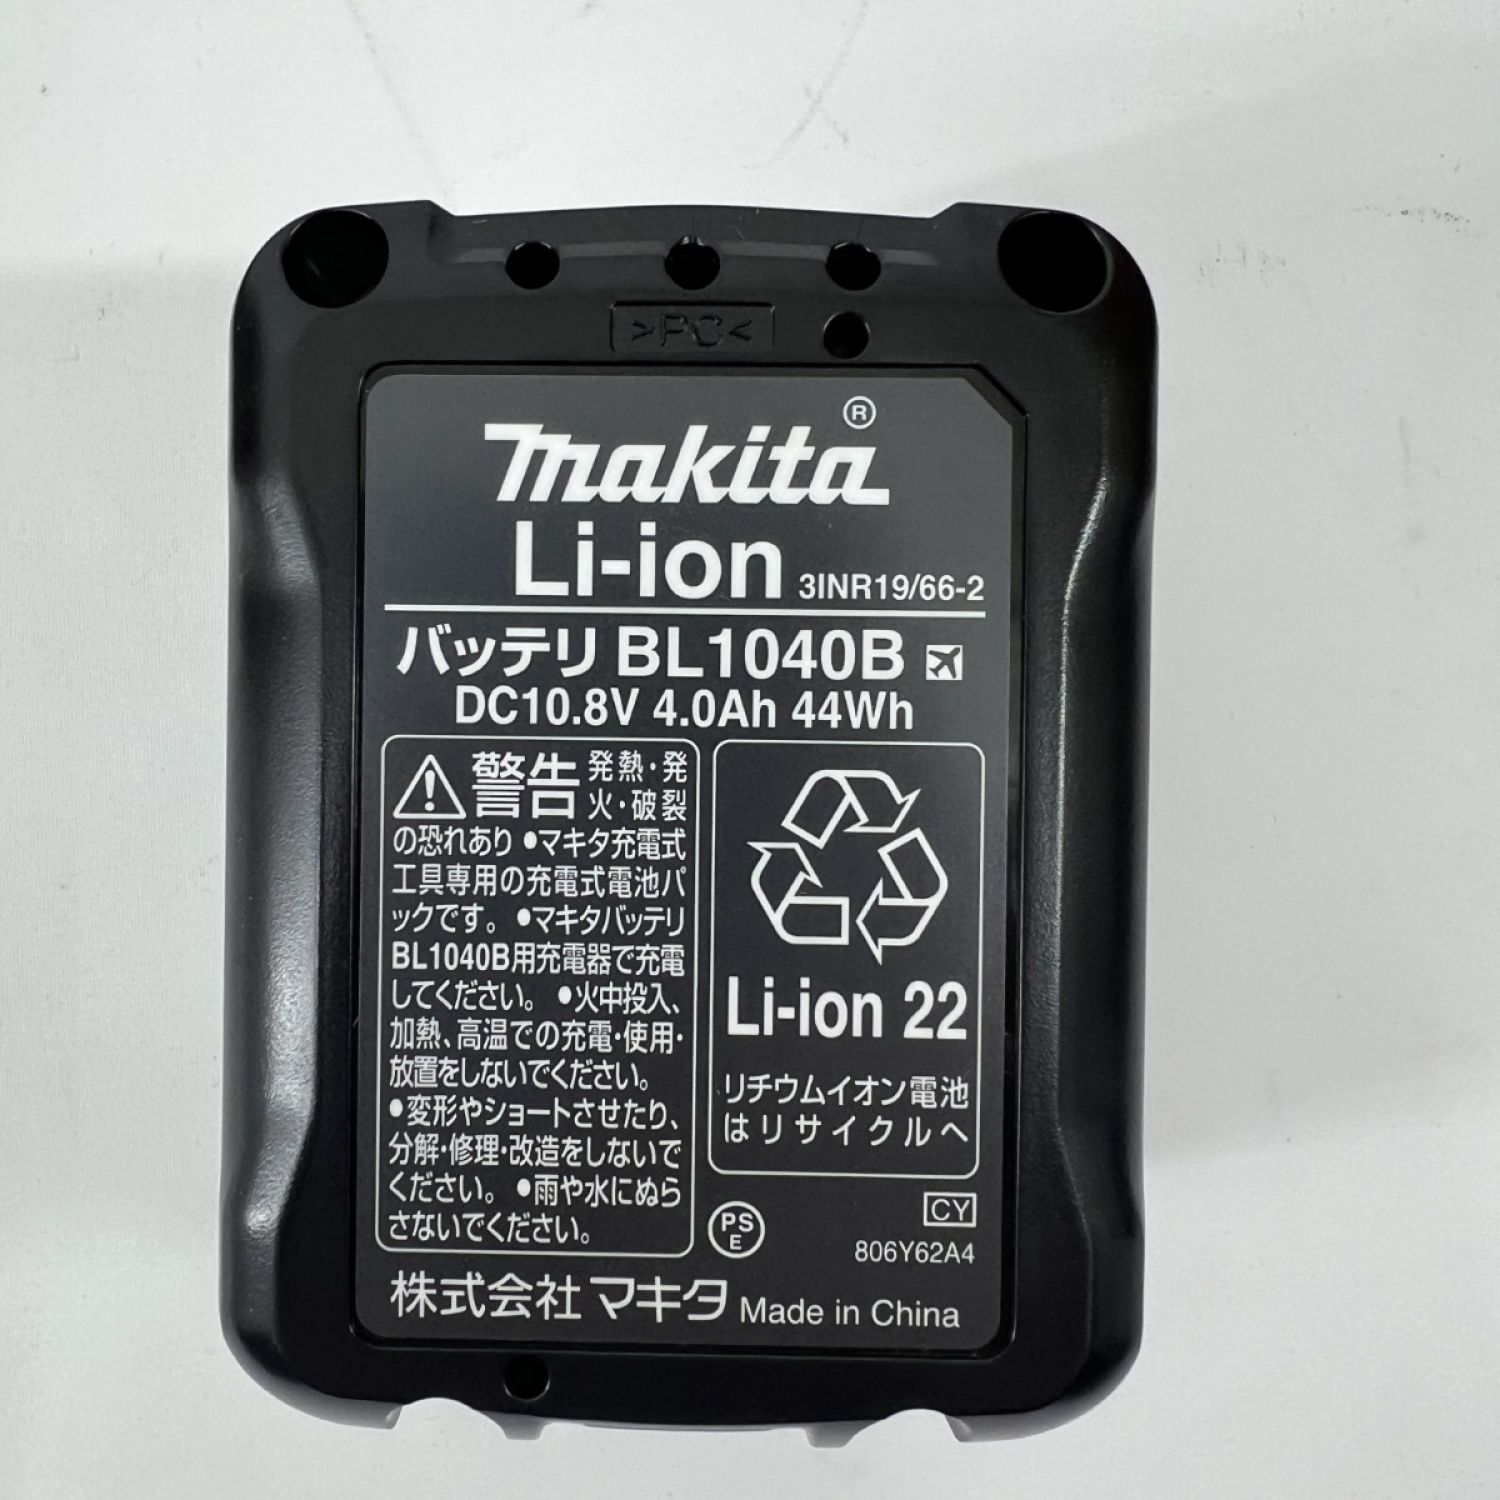 >PC<
makita®
Li-ion 3INR19/66-2
バッテリ BL1040B
DC10.8V 4.0Ah 44Wh
警告 発熱・発
火・破裂
の恐れあり ●マキタ充電式
工具専用の充電式電池パ
ックです。 ●マキタバッテリ
BL1040B用充電器で充電
してください。 ●火中投入、
加熱、高温での充電・使用・
放置をしないでください。
●変形やショートさせたり、
分解・修理・改造をしないで
ください。 ●雨や水にぬら
さないでください。
Li-ion 22
リチウムイオン電池
はリサイクルへ
PS
E
CY
806Y62A4
株式会社マキタ Made in China